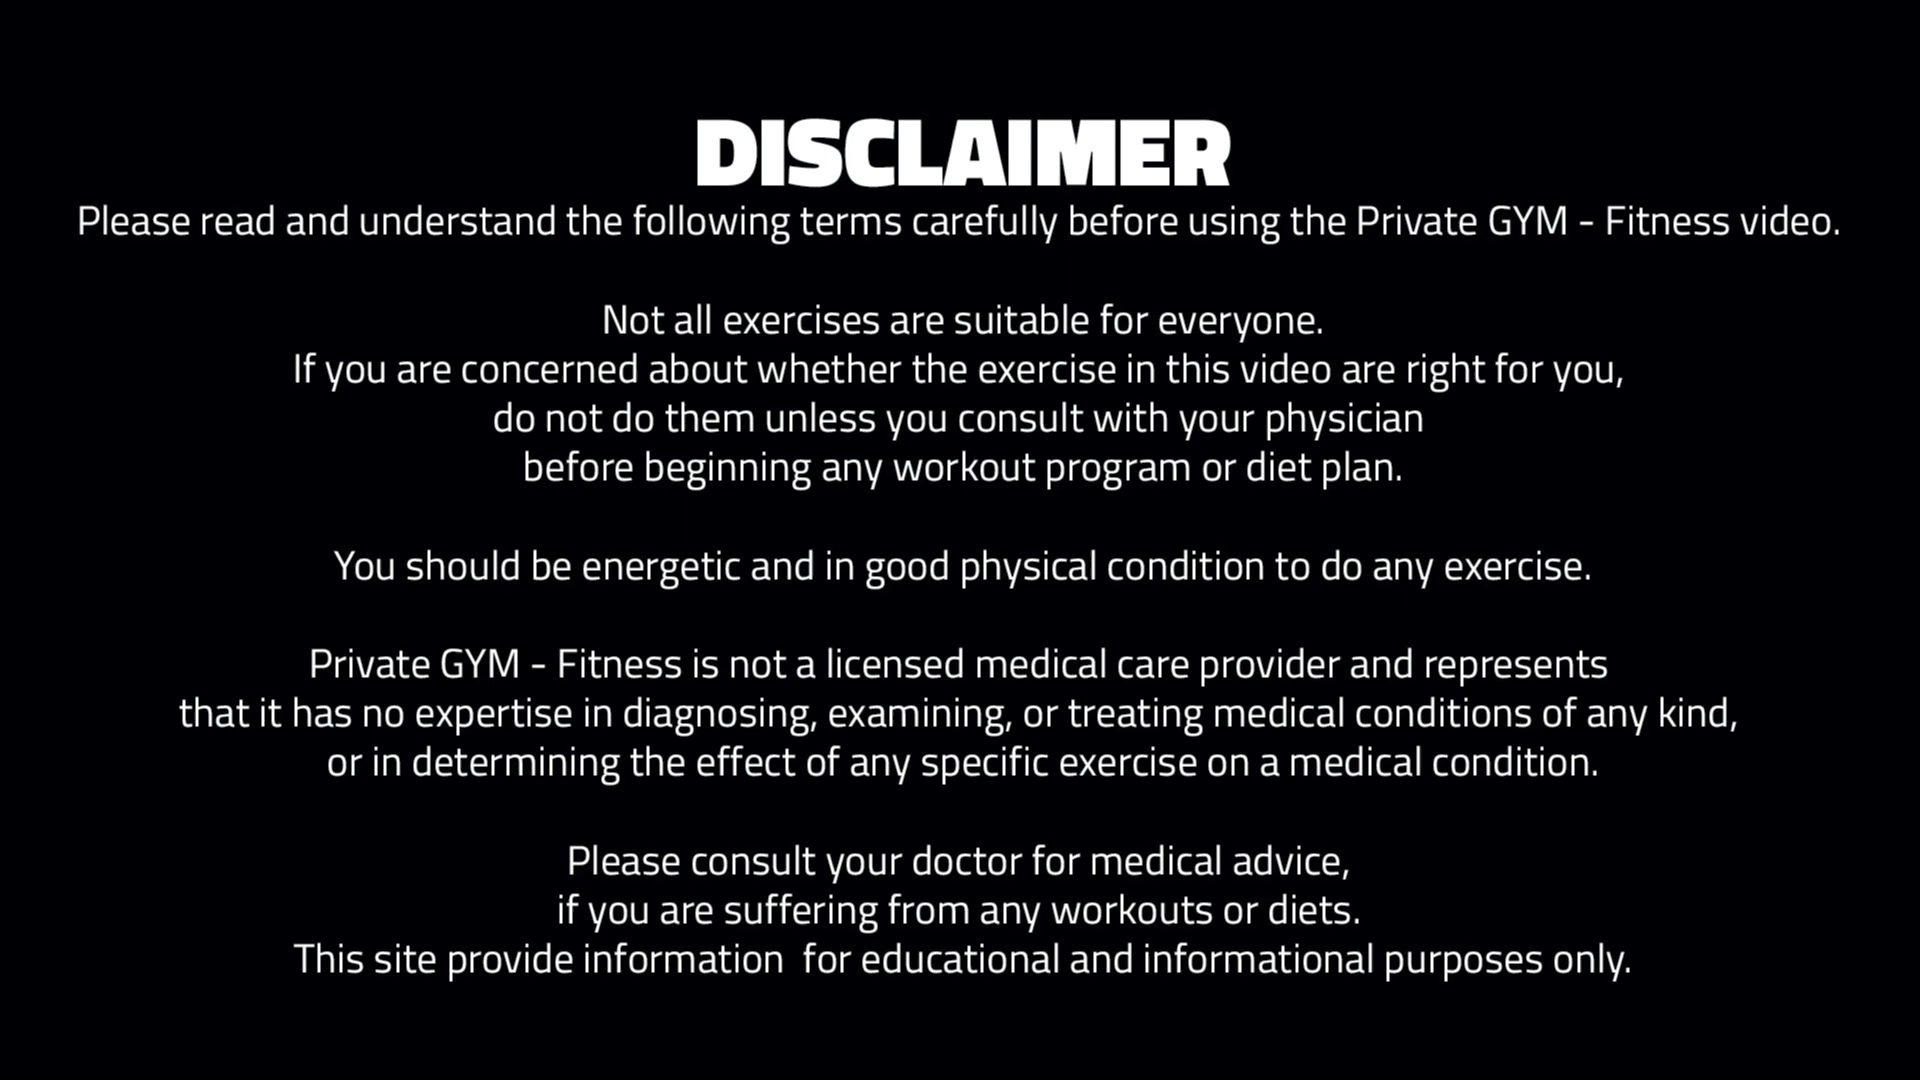 DISCLAIMER
Please read and understand the following terms carefully before using the Private GYM - Fitness video.
Not all exercises are suitable for everyone.
If you are concerned about whether the exercise in this video are right for you,
do not do them unless you consult with your physician
before beginning any workout program or diet plan.
You should be energetic and in good physical condition to do any exercise.
Private GYM - Fitness is not a licensed medical care provider and represents
that it has no expertise in diagnosing, examining, or treating medical conditions of any kind,
or in determining the effect of any specific exercise on a medical condition.
Please consult your doctor for medical advice,
if you are suffering from any workouts or diets.
This site provide information  for educational and informational purposes only.